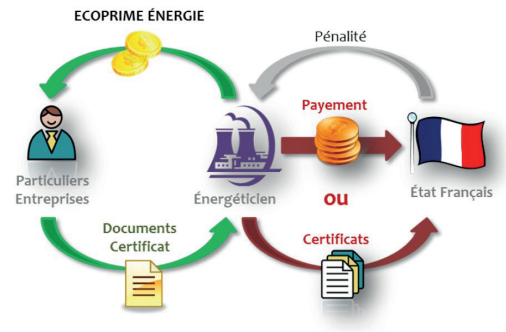 ECOPRIME ÉNERGIE
Pénalité
Payement
Particuliers
Entreprises
Énergéticien
ou
État Français
Documents
Certificat
Certificats